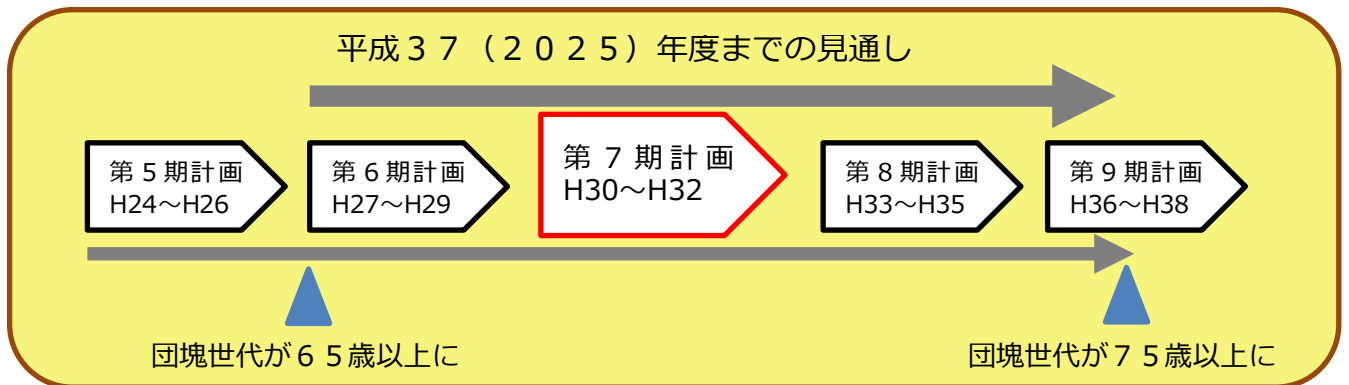 平成３７（２０２５）年度までの見通し
第５期計画
H24～H26
第６期計画
H27～H29
第７期計画
H30～H32
第８期計画
H33～H35
第９期計画
H36～H38
団塊世代が６５歳以上に
団塊世代が７５歳以上に